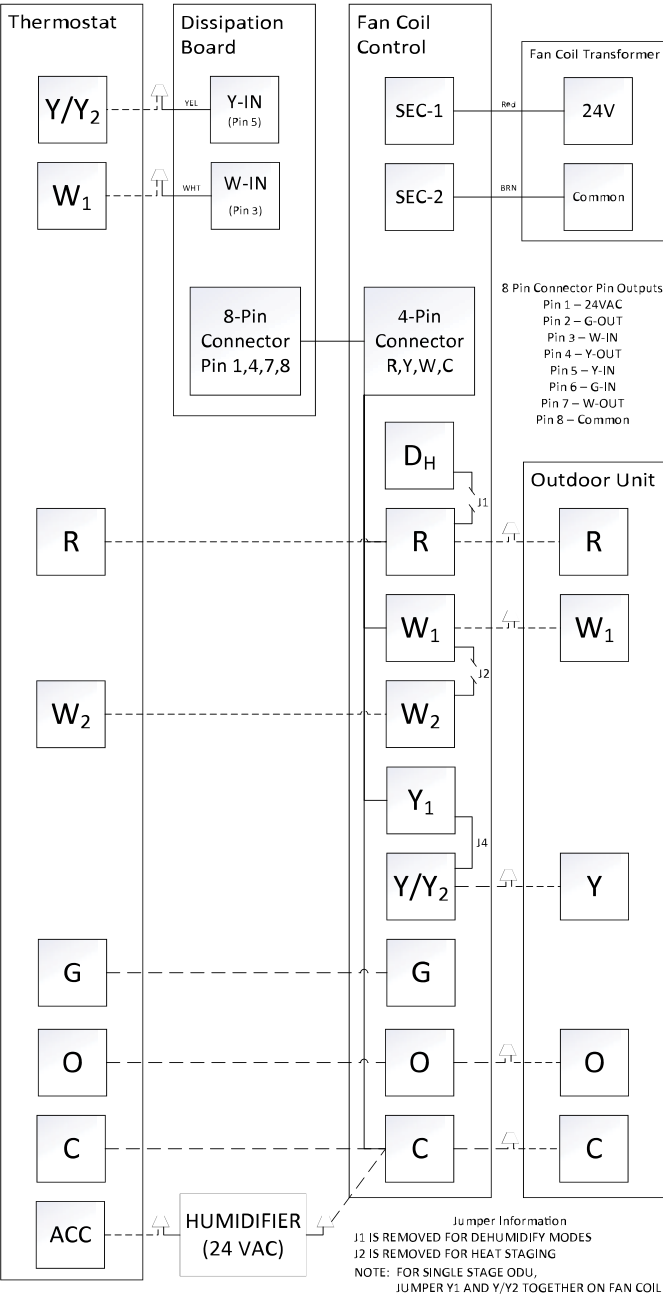 Thermostat
Dissipation
Board
Fan Coil
Control
Fan Coil Transformer
Y/Y2
YEL
Y-IN
(Pin 5)
SEC-1
Red
24V
W1
WHT
W-IN
(Pin 3)
SEC-2
BRN
Common
8-Pin
Connector
Pin 1,4,7,8
4-Pin
Connector
R,Y,W,C
8 Pin Connector Pin Outputs
Pin 1 – 24VAC
Pin 2 – G-OUT
Pin 3 – W-IN
Pin 4 – Y-OUT
Pin 5 – Y-IN
Pin 6 – G-IN
Pin 7 – W-OUT
Pin 8 – Common
DH
J1
Outdoor Unit
R
R
R
W1
W1
J2
W2
W2
Y1
J4
Y/Y2
Y
G
G
O
O
O
C
C
C
ACC
HUMIDIFIER
(24 VAC)
Jumper Information
J1 IS REMOVED FOR DEHUMIDIFY MODES
J2 IS REMOVED FOR HEAT STAGING
NOTE: FOR SINGLE STAGE ODU,
JUMPER Y1 AND Y/Y2 TOGETHER ON FAN COIL